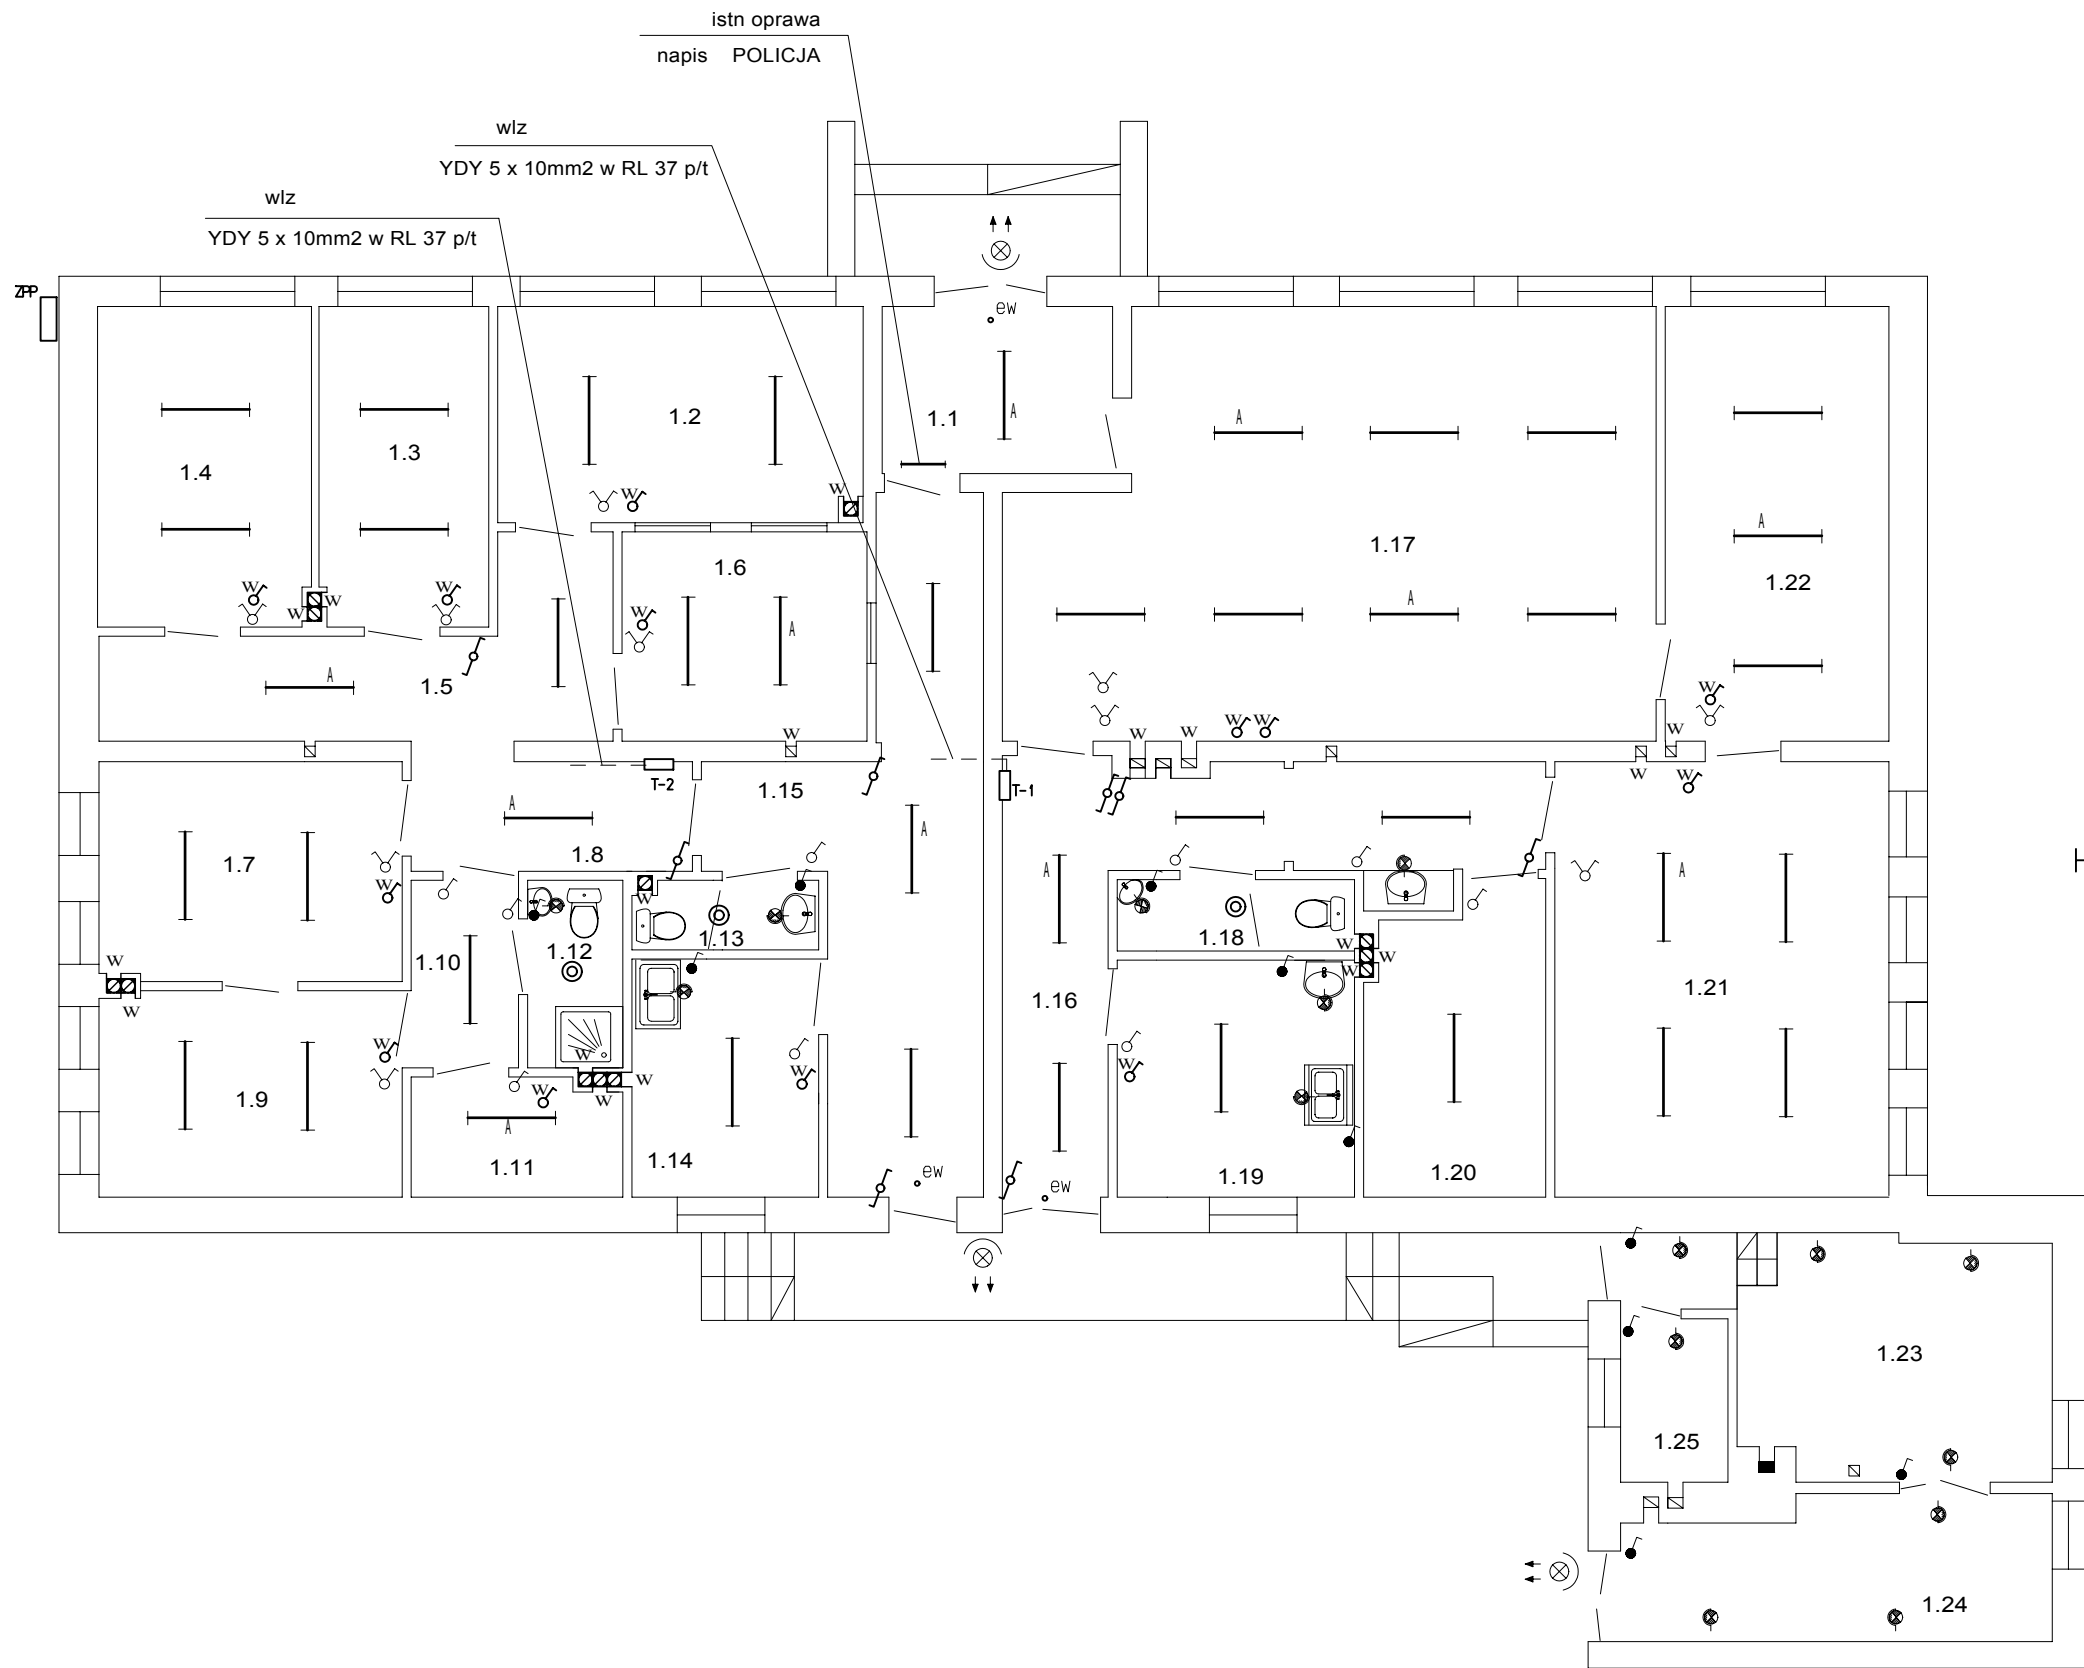 istn oprawa
napis POLICJA
wlz
YDY 5 x 10mm2 w RL 37 p/t
wlz
YDY 5 x 10mm2 w RL 37 p/t
ZPP
ew
1.1
A
1.2
1.3
1.4
A
1.17
A
A
1.22
W
W
1.6
W
W
W
W
W
A
A
1.5
W
W
W
W
W
W
W
W
W
T-2
1.15
T-1
W
A
1.8
A
1.7
W
A
A
1.10
1.12
W
1.13
1.18
W
W
W
1.21
W
W
1.16
W
W
W
W
W
W
W
1.9
A
1.11
1.14
1.19
1.20
ew
ew
1.23
1.25
1.24
H